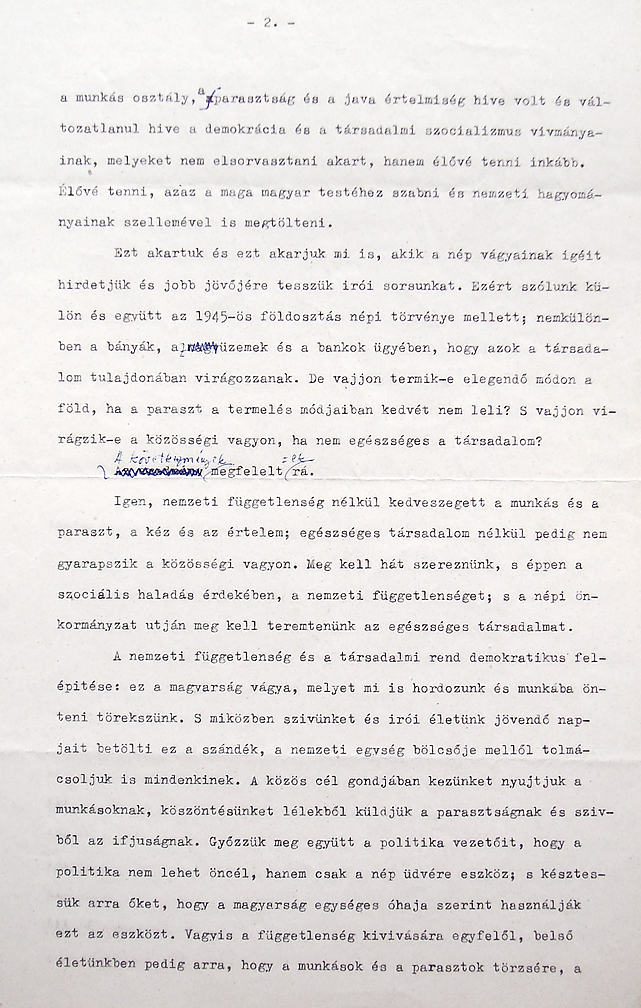 - 2. -
a munkás osztály, a parasztság és a java értelmiség hive volt és vál-
tozatlanul hive a demokrácia és a társadalmi szocializmus vivmánya-
inak, melyeket nem elsorvasztani akart, hanem élővé tenni inkább.
Élővé tenni, azaz a maga magyar testéhez szabni és nemzeti hagyomá-
nyainak szellemével is megtölteni.
Ezt akartuk és ezt akarjuk mi is, akik a nép vágyainak igéit
hirdetjük és jobb jövőjére tesszük irói sorsunkat. Ezért szólunk kü-
lön és együtt az 1945-ös földosztás népi törvénye mellett; nemkülön-
ben a bányák, a nagyüzemek és a bankok ügyében, hogy azok a társada-
lom tulajdonában virágozzanak. De vajjon termik-e elegendő módon a
föld, ha a paraszt a termelés módjaiban kedvét nem leli? S vajjon vi-
rágzik-e a közösségi vagyon, ha nem egészséges a társadalom?
A következmények =ek
megfelelt rá.
Igen, nemzeti függetlenség nélkül kedveszegett a munkás és a
paraszt, a kéz és az értelem; egészséges társadalom nélkül pedig nem
gyarapszik a közösségi vagyon. Meg kell hát szereznünk, s éppen a
szociális haladás érdekében, a nemzeti függetlenséget; s a népi ön-
kormányzat utján meg kell teremtenünk az egészséges társadalmat.
A nemzeti függetlenség és a társadalmi rend demokratikus fel-
épitése: ez a magyarság vágya, melyet mi is hordozunk és munkába ön-
teni törekszünk. S miközben szivünket és irói életünk jövendő nap-
jait betölti ez a szándék, a nemzeti egység bölcsője mellől tolmá-
csoljuk is mindenkinek. A közös cél gondjában kezünket nyujtjuk a
munkásoknak, köszöntésünket lélekből küldjük a parasztságnak és sziv-
ből az ifjuságnak. Győzzük meg együtt a politika vezetőit, hogy a
politika nem lehet öncél, hanem csak a nép üdvére eszköz; s késztes-
sük arra őket, hogy a magyarság egységes óhaja szerint használják
ezt az eszközt. Vagyis a függetlenség kivivására egyfelől, belső
életünkben pedig arra, hogy a munkások és a parasztok törzsére, a